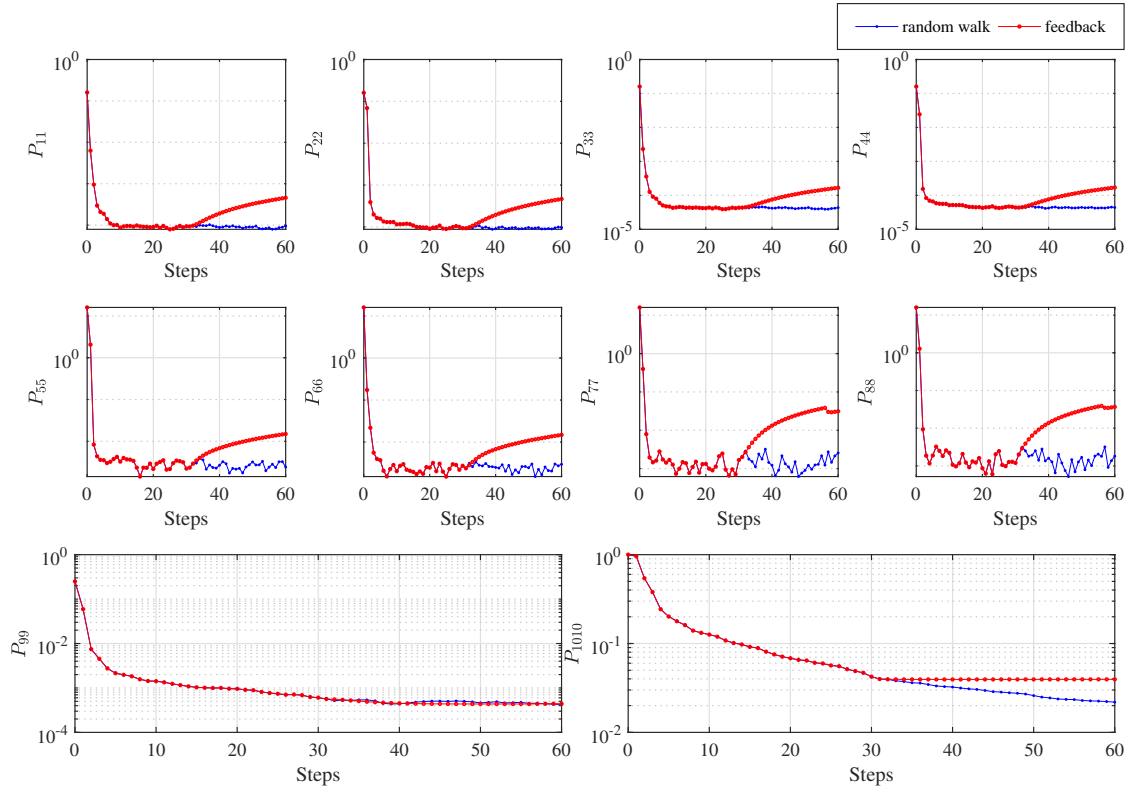 random walk feedback
10^0 10^0 10^0 10^0
P_11 P_22 P_33 P_44
10^-5 10^-5
0 20 40 60 0 20 40 60 0 20 40 60 0 20 40 60
Steps Steps Steps Steps
10^0 10^0 10^0 10^0
P_55 P_66 P_77 P_88
0 20 40 60 0 20 40 60 0 20 40 60 0 20 40 60
Steps Steps Steps Steps
10^0 10^0
10^-2 10^-1
P_99 P_1010
10^-4 10^-2
0 10 20 30 40 50 60 0 10 20 30 40 50 60
Steps Steps